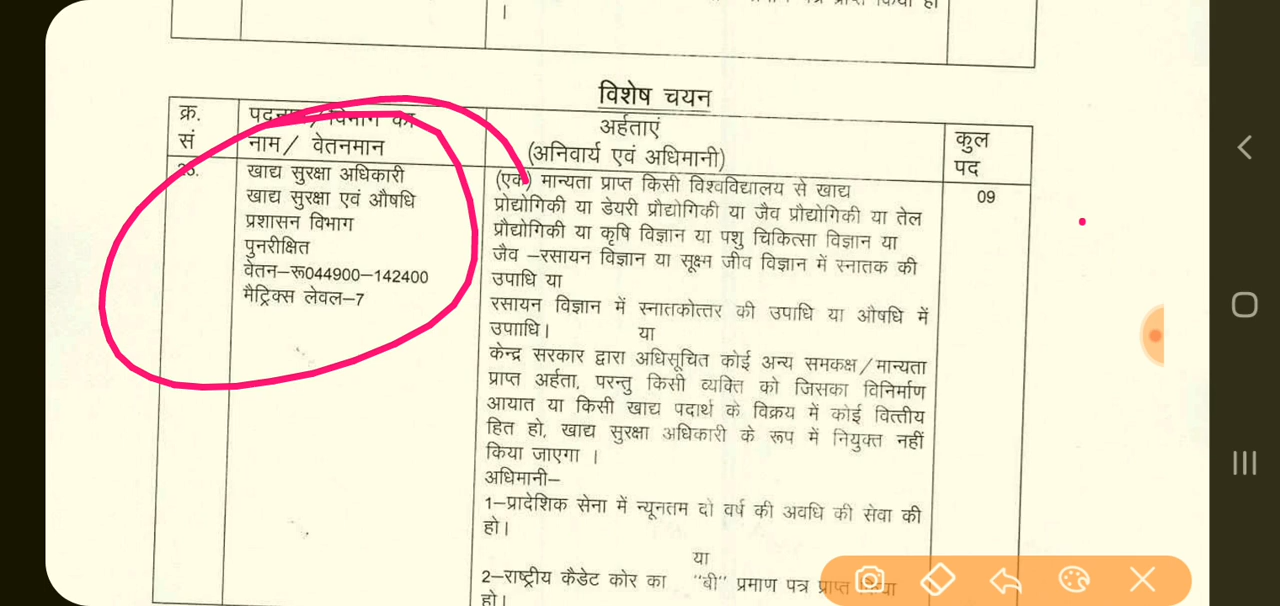 ।
विशेष चयन
क्र.
सं
पदनाम/विभाग का
नाम/ वेतनमान
अर्हताएं
(अनिवार्य एवं अधिमानी)
कुल
पद
खाद्य सुरक्षा अधिकारी
खाद्य सुरक्षा एवं औषधि
प्रशासन विभाग
पुनरीक्षित
वेतन–रू044900–142400
मैट्रिक्स लेवल–7
(एक) मान्यता प्राप्त किसी विश्वविद्यालय से खाद्य
प्रोद्योगिकी या डेयरी प्रौद्योगिकी या जैव प्रौद्योगिकी या तेल
प्रौद्योगिकी या कृषि विज्ञान या पशु चिकित्सा विज्ञान या
जैव –रसायन विज्ञान या सूक्ष्म जीव विज्ञान में स्नातक की
उपाधि या
रसायन विज्ञान में स्नातकोत्तर की उपाधि या औषधि में
उपााधि। या
केन्द्र सरकार द्वारा अधिसूचित कोई अन्य समकक्ष/मान्यता
प्राप्त अर्हता, परन्तु किसी व्यक्ति को जिसका विनिर्माण
आयात या किसी खाद्य पदार्थ के विक्रय में कोई वित्तीय
हित हो, खाद्य सुरक्षा अधिकारी के रूप में नियुक्त नहीं
किया जाएगा ।
अधिमानी–
1–प्रादेशिक सेना में न्यूनतम दो वर्ष की अवधि की सेवा की
हो।
या
2–राष्ट्रीय कैडेट कोर का "बी" प्रमाण पत्र प्राप्त किया
हो।
09